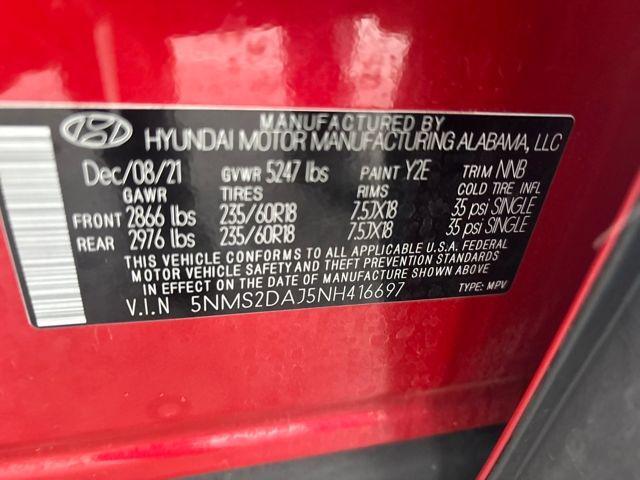 MANUFACTURED BY
HYUNDAI MOTOR MANUFACTURING ALABAMA, LLC
Dec/08/21 GVWR 5247 lbs PAINT Y2E TRIM NNB
GAWR TIRES RIMS COLD TIRE INFL
FRONT 2866 lbs 235/60R18 7.5JX18 35 psi SINGLE
REAR 2976 lbs 235/60R18 7.5JX18 35 psi SINGLE
THIS VEHICLE CONFORMS TO ALL APPLICABLE U.S.A. FEDERAL
MOTOR VEHICLE SAFETY AND THEFT PREVENTION STANDARDS
IN EFFECT ON THE DATE OF MANUFACTURE SHOWN ABOVE.
V.I.N 5NMS2DAJ5NH416697 TYPE: MPV